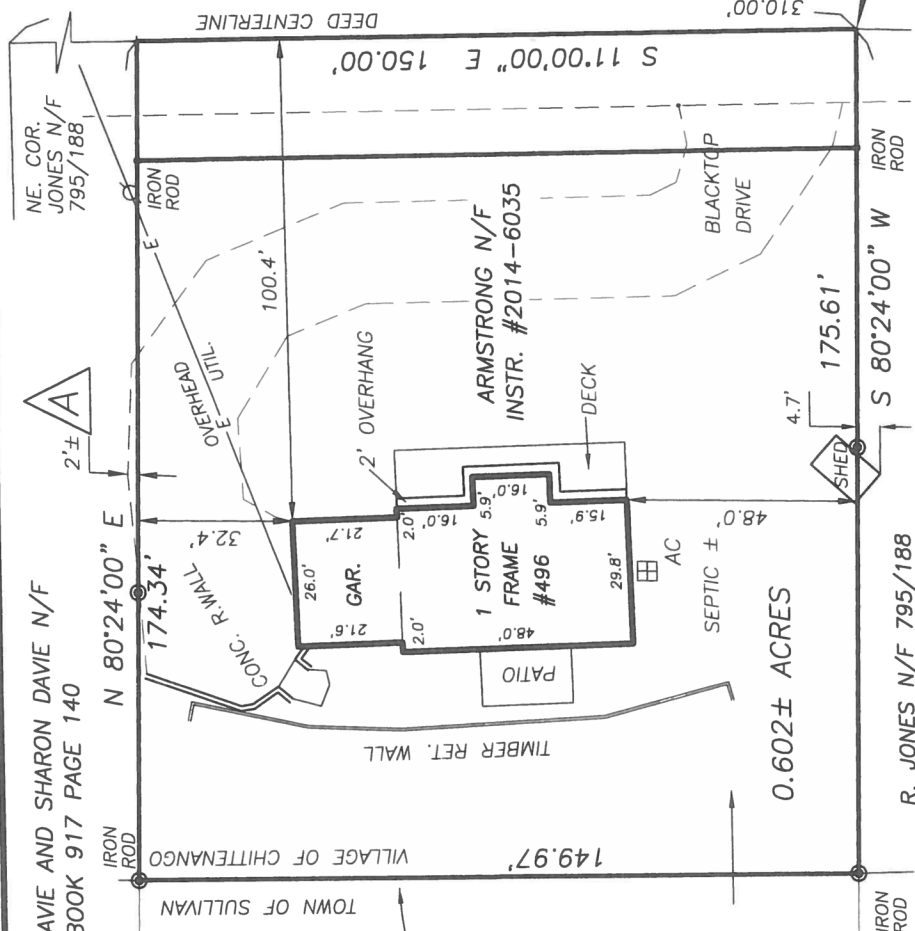 DEED CENTERLINE
310.00'
S 11°00'00" E 150.00'
NE. COR.
JONES N/F
795/188
IRON
ROD
IRON
ROD
BLACKTOP
DRIVE
E
OVERHEAD
E UTIL.
100.4'
ARMSTRONG N/F
INSTR. #2014-6035
A
2'±
2' OVERHANG
DECK
4.7'
175.61'
S 80°24'00" W
SHED
N 80°24'00" E
174.34'
32.4'
CONC. R.WALL
21.7'
26.0'
GAR.
21.6'
2.0'
16.0'
5.9'
16.0'
5.9'
15.9'
1 STORY
FRAME
#496
29.8'
2.0'
48.0'
48.0'
AC
SEPTIC ±
PATIO
TIMBER RET. WALL
0.602± ACRES
AVIE AND SHARON DAVIE N/F
BOOK 917 PAGE 140
IRON
ROD
VILLAGE OF CHITTENANGO
149.97'
TOWN OF SULLIVAN
R. JONES N/F 795/188
IRON
ROD